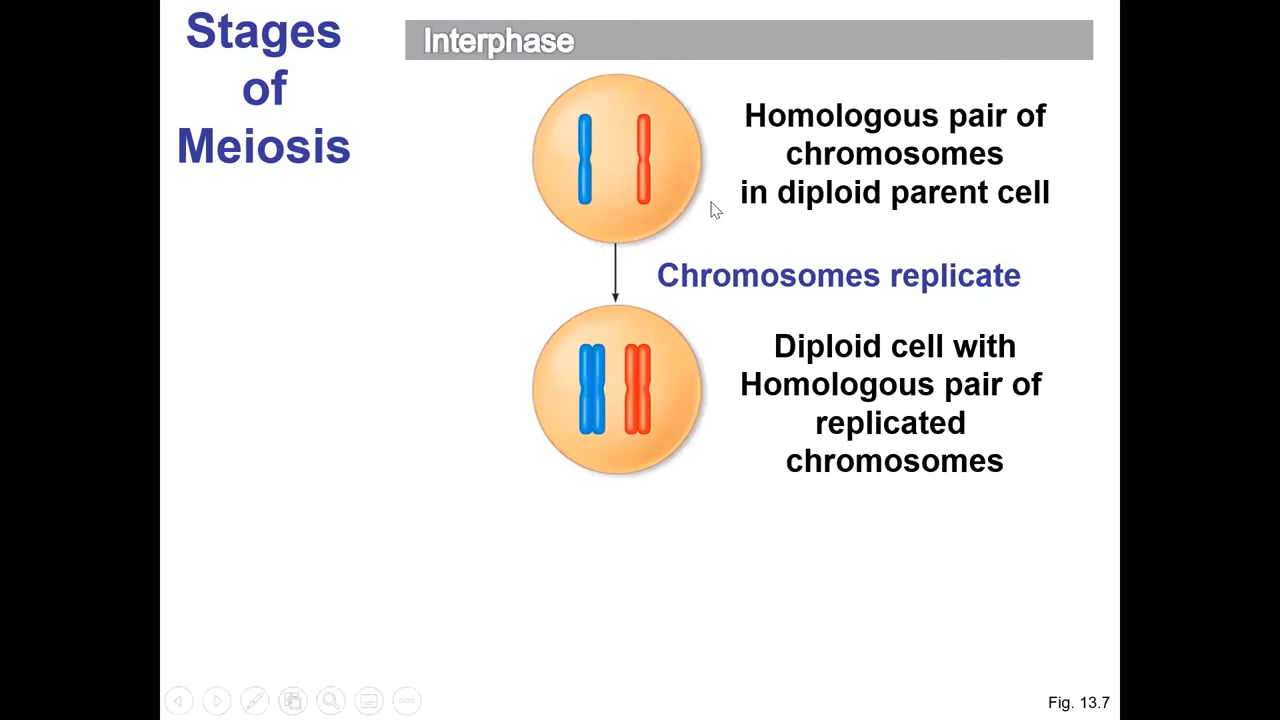 Stages
of
Meiosis
Interphase
Homologous pair of
chromosomes
in diploid parent cell
Chromosomes replicate
Diploid cell with
Homologous pair of
replicated
chromosomes
Fig. 13.7